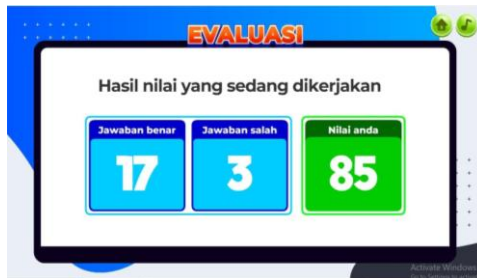 EVALUASI
Hasil nilai yang sedang dikerjakan
Jawaban benar
Jawaban salah
Nilai anda
17
3
85
Activate Windows